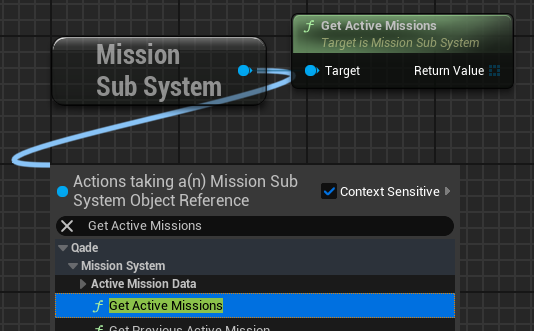 Get Active Missions
Target is Mission Sub System
Mission
Sub System
Target
Return Value
Actions taking a(n) Mission Sub
System Object Reference
Context Sensitive
Get Active Missions
Qade
Mission System
Active Mission Data
f Get Active Missions
Get Previous Active Mission